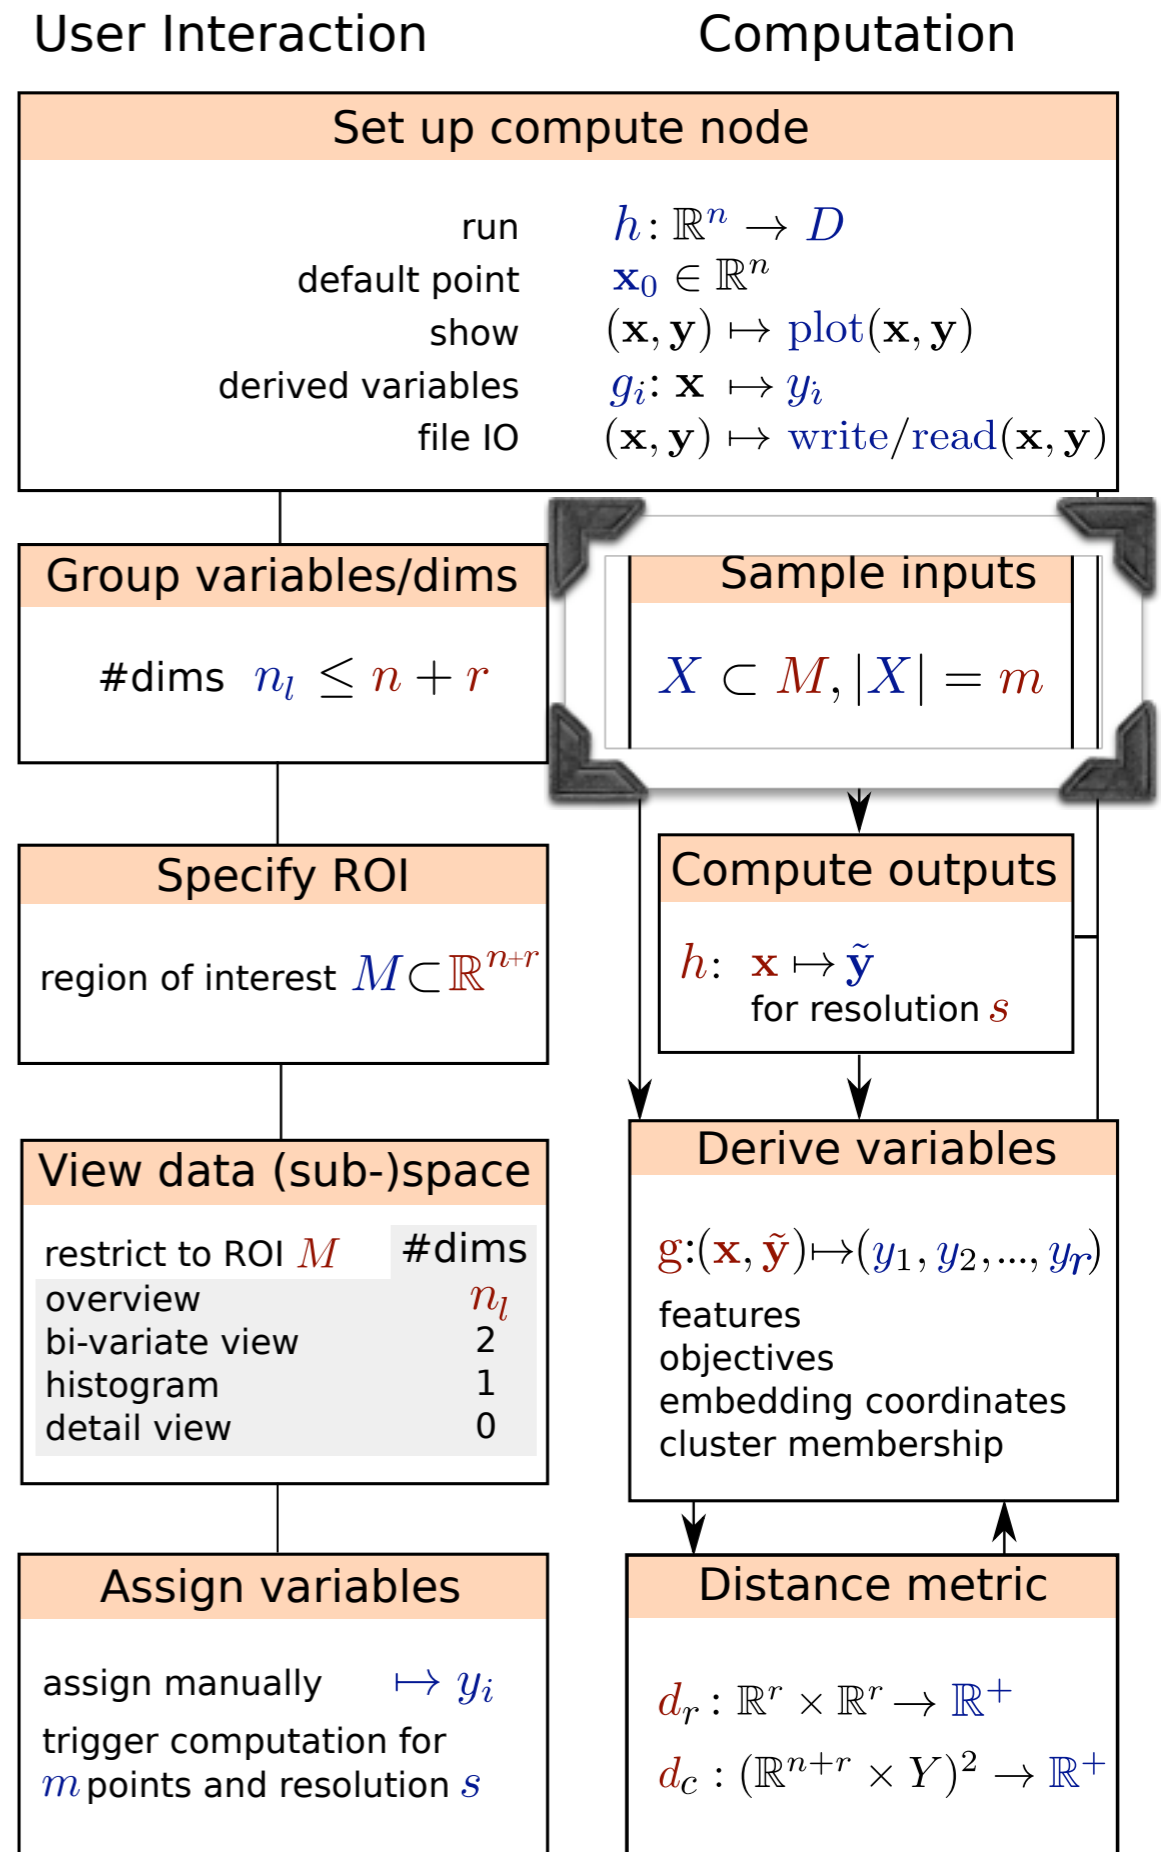 User Interaction
Computation
Set up compute node
run h: ℝⁿ → D
default point x₀ ∈ ℝⁿ
show (x, y) ↦ plot(x, y)
derived variables gᵢ: x ↦ yᵢ
file IO (x, y) ↦ write/read(x, y)
Group variables/dims
#dims nₗ ≤ n + r
Sample inputs
X ⊂ M, |X| = m
Specify ROI
region of interest M ⊂ ℝⁿ⁺ʳ
Compute outputs
h: x ↦ ỹ
for resolution s
View data (sub-)space
restrict to ROI M #dims
overview nₗ
bi-variate view 2
histogram 1
detail view 0
Derive variables
g:(x, ỹ)↦(y₁, y₂, ..., yᵣ)
features
objectives
embedding coordinates
cluster membership
Assign variables
assign manually ↦ yᵢ
trigger computation for
m points and resolution s
Distance metric
dᵣ : ℝʳ × ℝʳ → ℝ⁺
d_c : (ℝⁿ⁺ʳ × Y)² → ℝ⁺